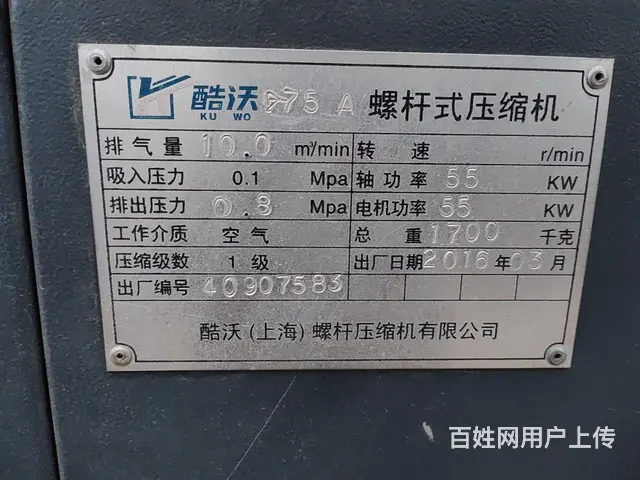 酷沃 G75 A 螺杆式压缩机
KU WO
排气量 10.0 m³/min 转速 r/min
吸入压力 0.1 Mpa 轴功率 55 KW
排出压力 0.8 Mpa 电机功率 55 KW
工作介质 空气 总重 1700 千克
压缩级数 1 级 出厂日期 2016 年 03 月
出厂编号 40907583
酷沃(上海)螺杆压缩机有限公司
百姓网用户上传